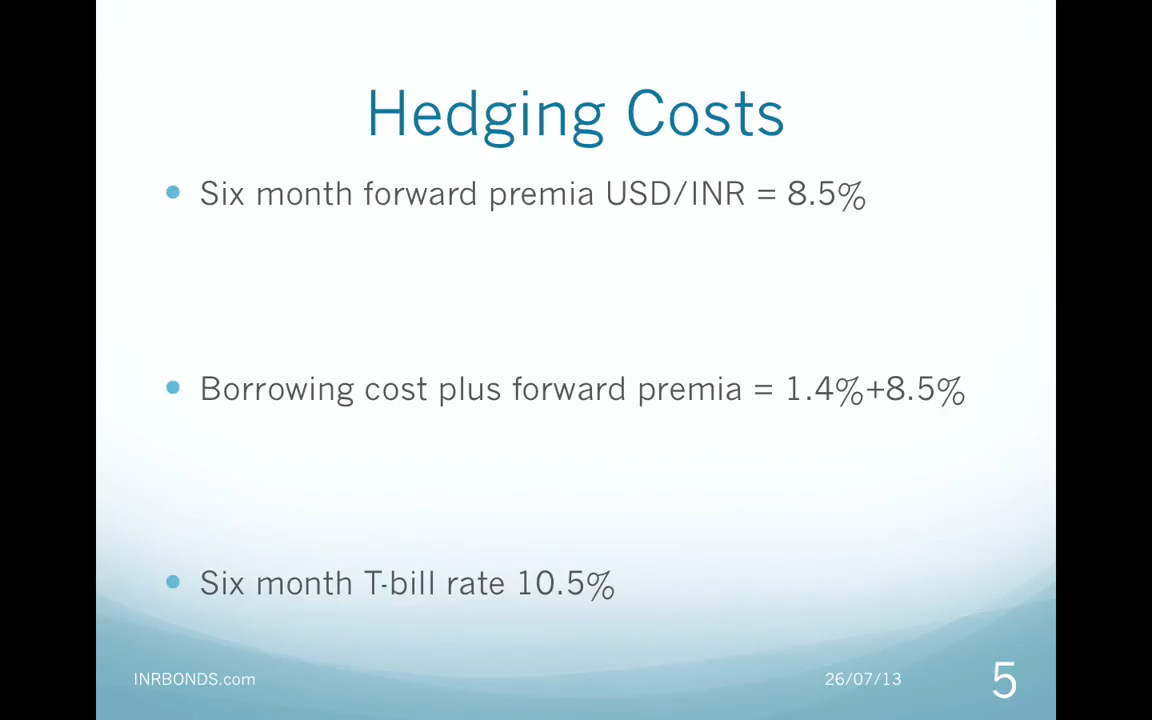 Hedging Costs
Six month forward premia USD/INR = 8.5%
Borrowing cost plus forward premia = 1.4%+8.5%
Six month T-bill rate 10.5%
INRBONDS.com
26/07/13
5